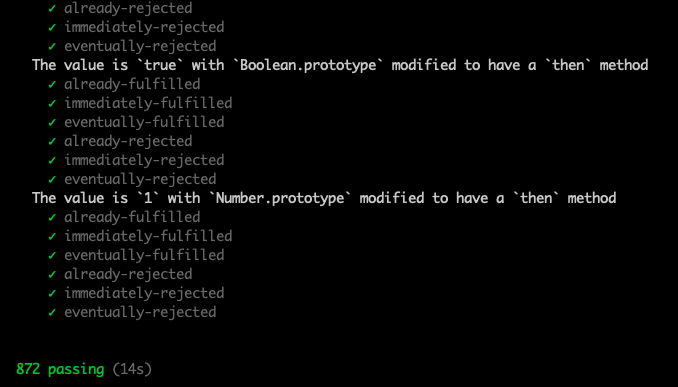 ✓ already-rejected
✓ immediately-rejected
✓ eventually-rejected
The value is `true` with `Boolean.prototype` modified to have a `then` method
✓ already-fulfilled
✓ immediately-fulfilled
✓ eventually-fulfilled
✓ already-rejected
✓ immediately-rejected
✓ eventually-rejected
The value is `1` with `Number.prototype` modified to have a `then` method
✓ already-fulfilled
✓ immediately-fulfilled
✓ eventually-fulfilled
✓ already-rejected
✓ immediately-rejected
✓ eventually-rejected
872 passing (14s)